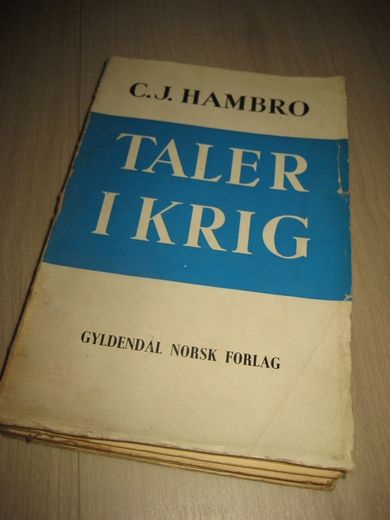 C.J. HAMBRO
TALER
I KRIG
GYLDENDAL NORSK FORLAG